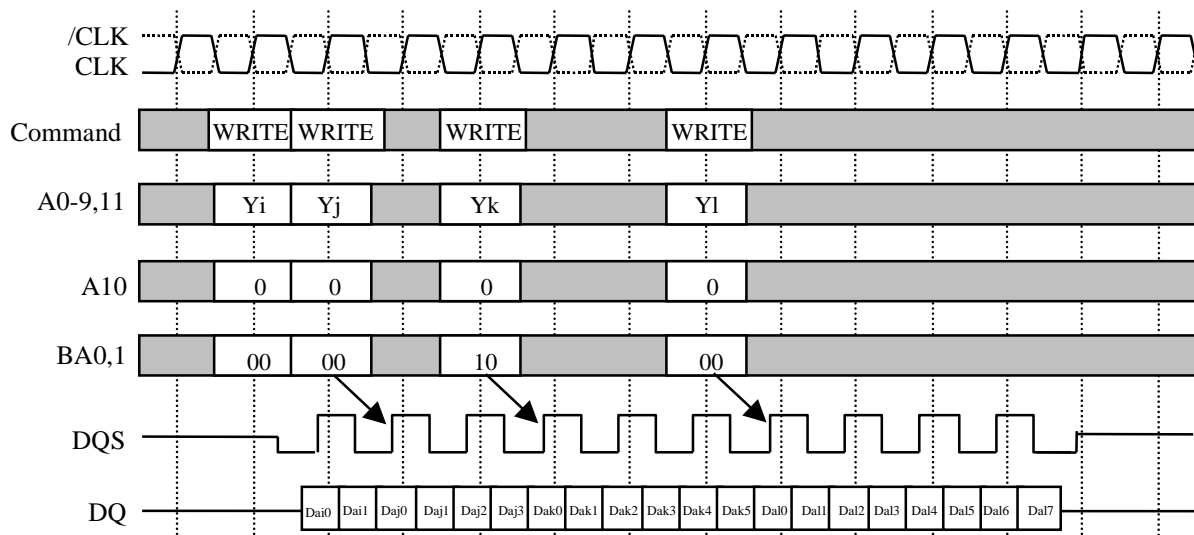 /CLK
CLK
Command WRITE WRITE WRITE WRITE
A0-9,11 Yi Yj Yk Yl
A10 0 0 0 0
BA0,1 00 00 10 00
DQS
DQ Dai0 Dai1 Daj0 Daj1 Daj2 Daj3 Dak0 Dak1 Dak2 Dak3 Dak4 Dak5 Dal0 Dal1 Dal2 Dal3 Dal4 Dal5 Dal6 Dal7